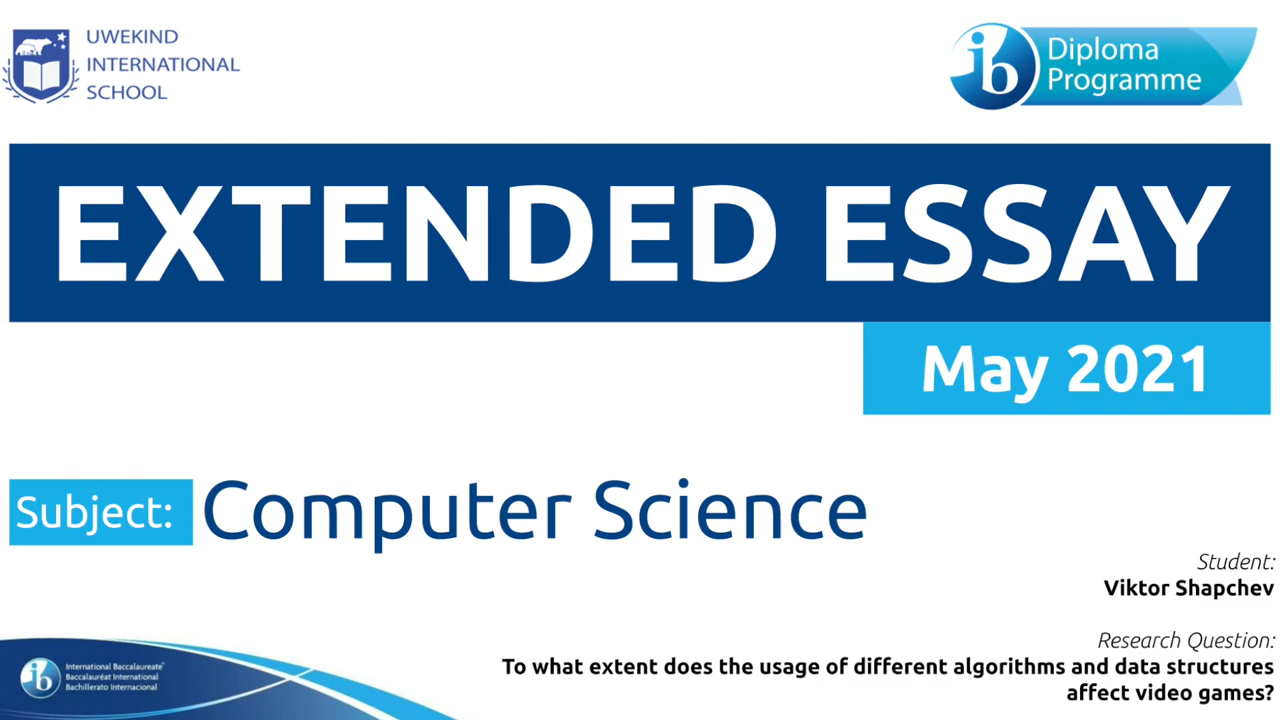 UWEKIND
INTERNATIONAL
SCHOOL
ib Diploma
Programme
EXTENDED ESSAY
May 2021
Subject: Computer Science
Student:
Viktor Shapchev
Research Question:
To what extent does the usage of different algorithms and data structures
affect video games?
ib International Baccalaureate®
Baccalauréat International
Bachillerato Internacional